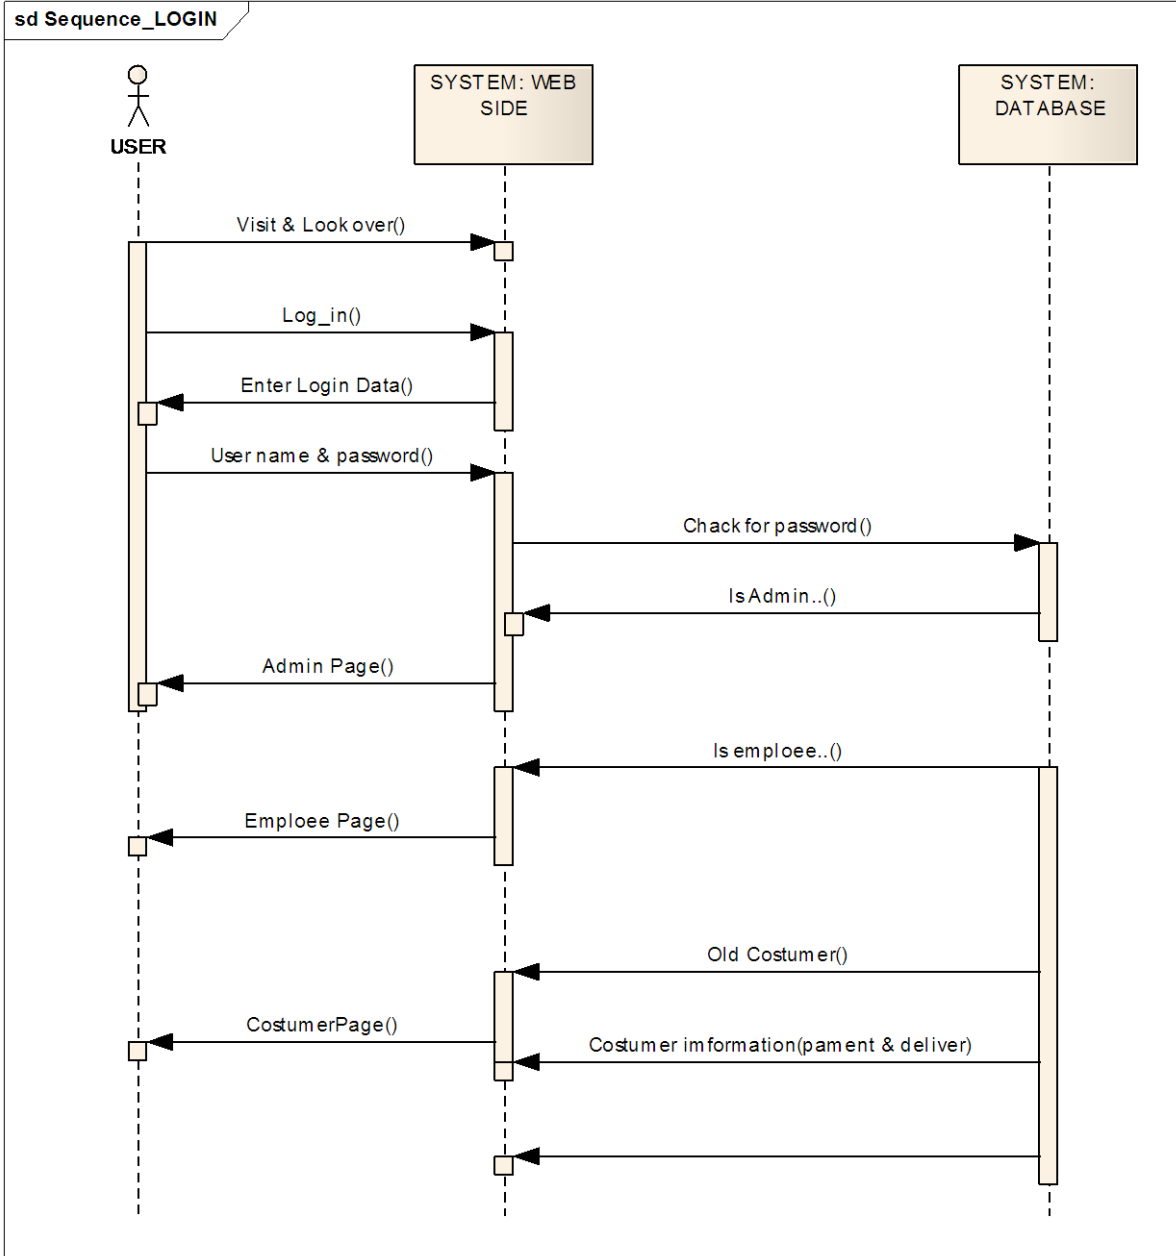 sd Sequence_LOGIN
SYSTEM: WEB
SIDE
SYSTEM:
DATABASE
USER
Visit & Look over()
Log_in()
Enter Login Data()
User name & password()
Chack for password()
Is Admin..()
Admin Page()
Is emploee..()
Emploee Page()
Old Costumer()
CostumerPage()
Costumer imformation(pament & deliver)